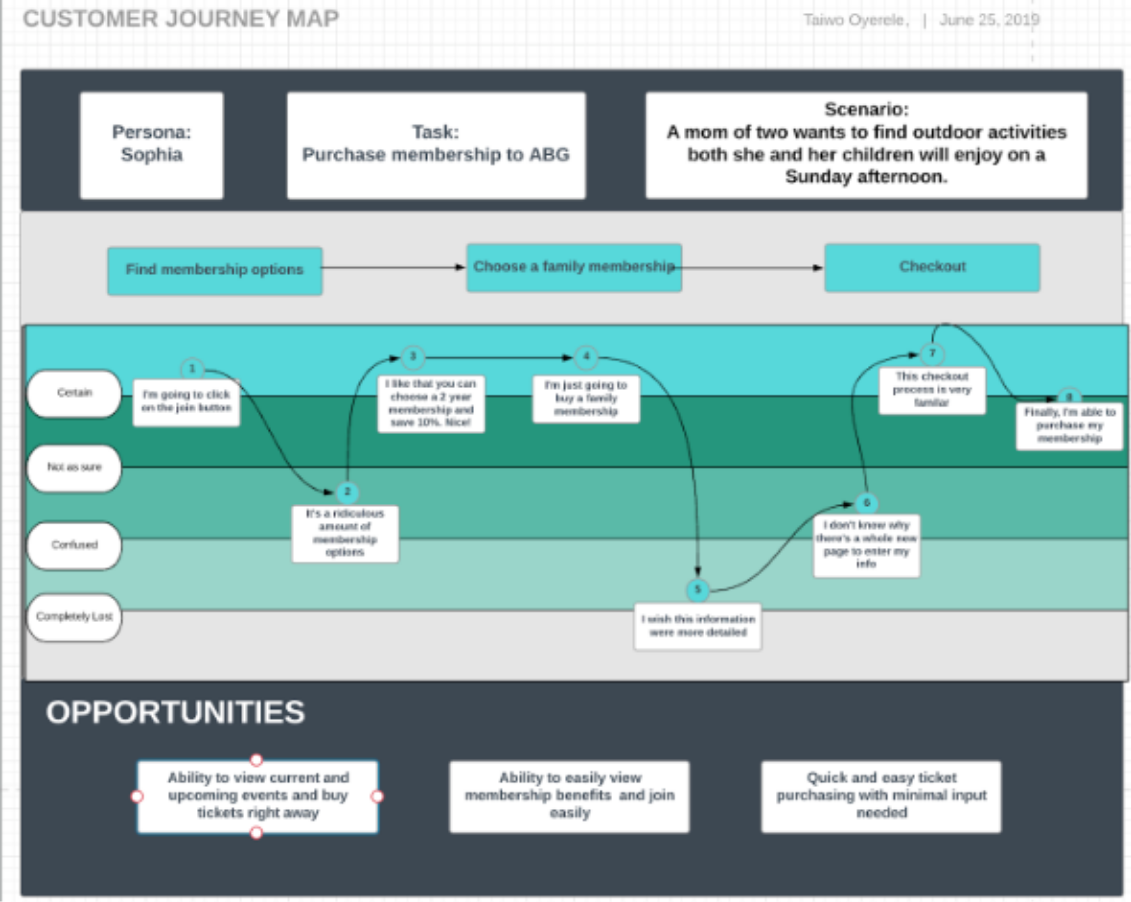 CUSTOMER JOURNEY MAP
Taiwo Oyerele, | June 25, 2019
Persona:
Sophia
Task:
Purchase membership to ABG
Scenario:
A mom of two wants to find outdoor activities
both she and her children will enjoy on a
Sunday afternoon.
Find membership options
Choose a family membership
Checkout
Certain
Not as sure
Confused
Completely Lost
1
I'm going to click
on the join button
2
It's a ridiculous
amount of
membership
options
3
I like that you can
choose a 2 year
membership and
save 10%. Nice!
4
I'm just going to
buy a family
membership
5
I wish this information
were more detailed
6
I don't know why
there's a whole new
page to enter my
info
7
This checkout
process is very
familar
8
Finally, I'm able to
purchase my
membership
OPPORTUNITIES
Ability to view current and
upcoming events and buy
tickets right away
Ability to easily view
membership benefits and join
easily
Quick and easy ticket
purchasing with minimal input
needed